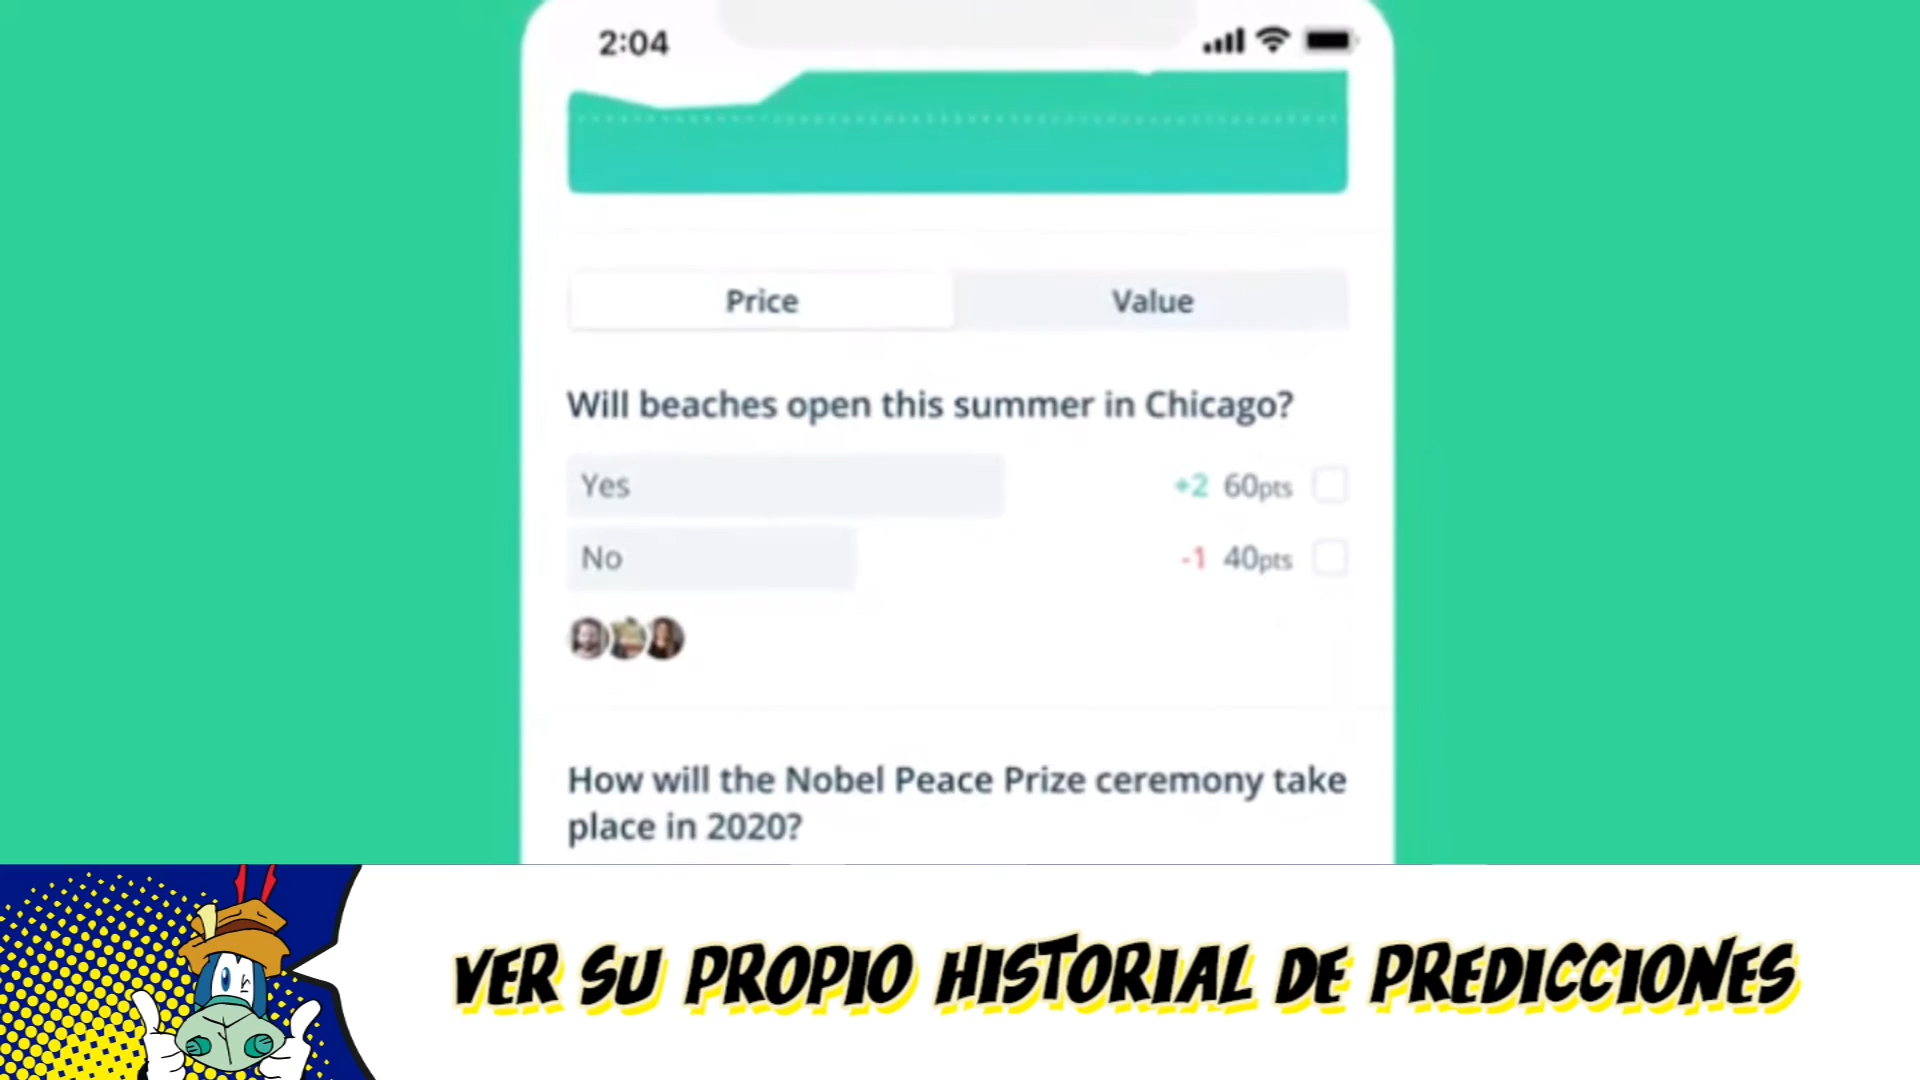 2:04
Price
Value
Will beaches open this summer in Chicago?
Yes +2 60pts
No -1 40pts
How will the Nobel Peace Prize ceremony take
place in 2020?
VER SU PROPIO HISTORIAL DE PREDICCIONES